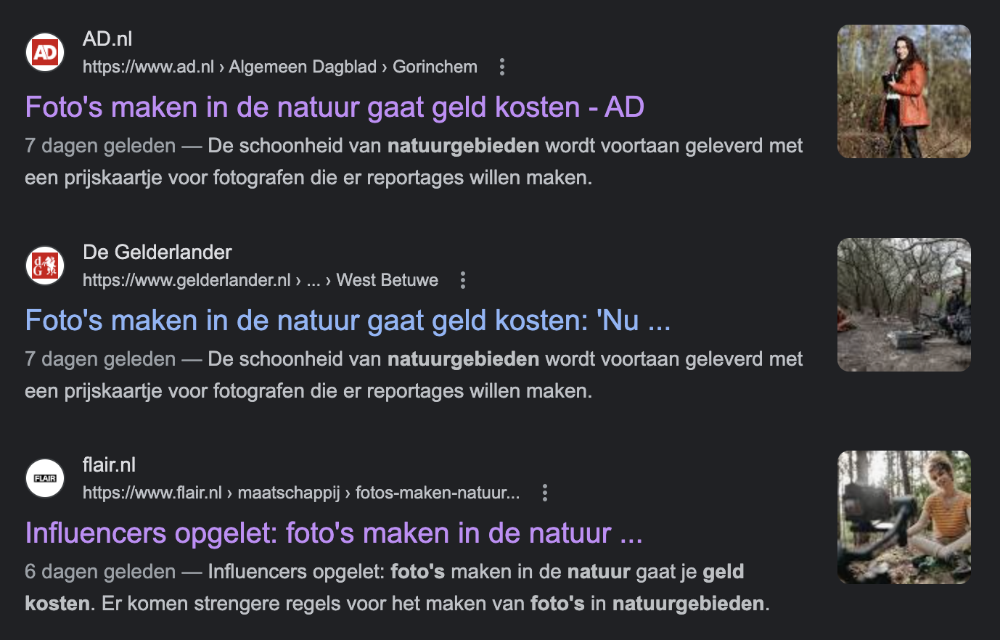 AD
AD.nl
https://www.ad.nl › Algemeen Dagblad › Gorinchem
Foto's maken in de natuur gaat geld kosten - AD
7 dagen geleden — De schoonheid van natuurgebieden wordt voortaan geleverd met
een prijskaartje voor fotografen die er reportages willen maken.
dG
De Gelderlander
https://www.gelderlander.nl › ... › West Betuwe
Foto's maken in de natuur gaat geld kosten: 'Nu ...
7 dagen geleden — De schoonheid van natuurgebieden wordt voortaan geleverd met
een prijskaartje voor fotografen die er reportages willen maken.
FLAIR
flair.nl
https://www.flair.nl › maatschappij › fotos-maken-natuur...
Influencers opgelet: foto's maken in de natuur ...
6 dagen geleden — Influencers opgelet: foto's maken in de natuur gaat je geld
kosten. Er komen strengere regels voor het maken van foto's in natuurgebieden.